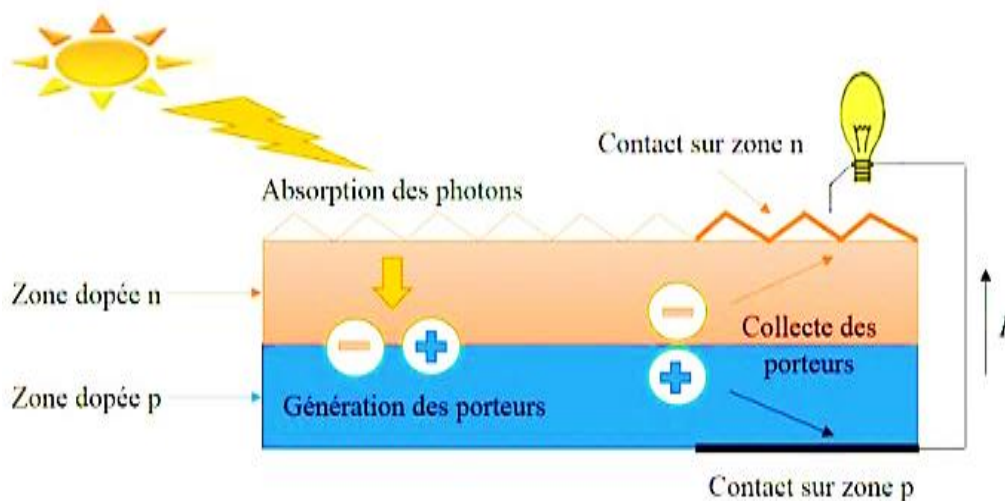 Contact sur zone n
Absorption des photons
Zone dopée n
Collecte des
porteurs
Zone dopée p
Génération des porteurs
Contact sur zone p